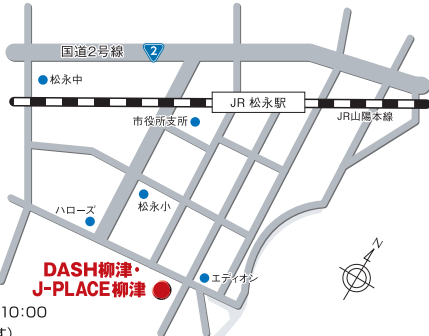 国道2号線
2
松永中
JR 松永駅
市役所支所
JR山陽本線
ハローズ
松永小
N
DASH柳津・
J-PLACE柳津
エディオン
10:00